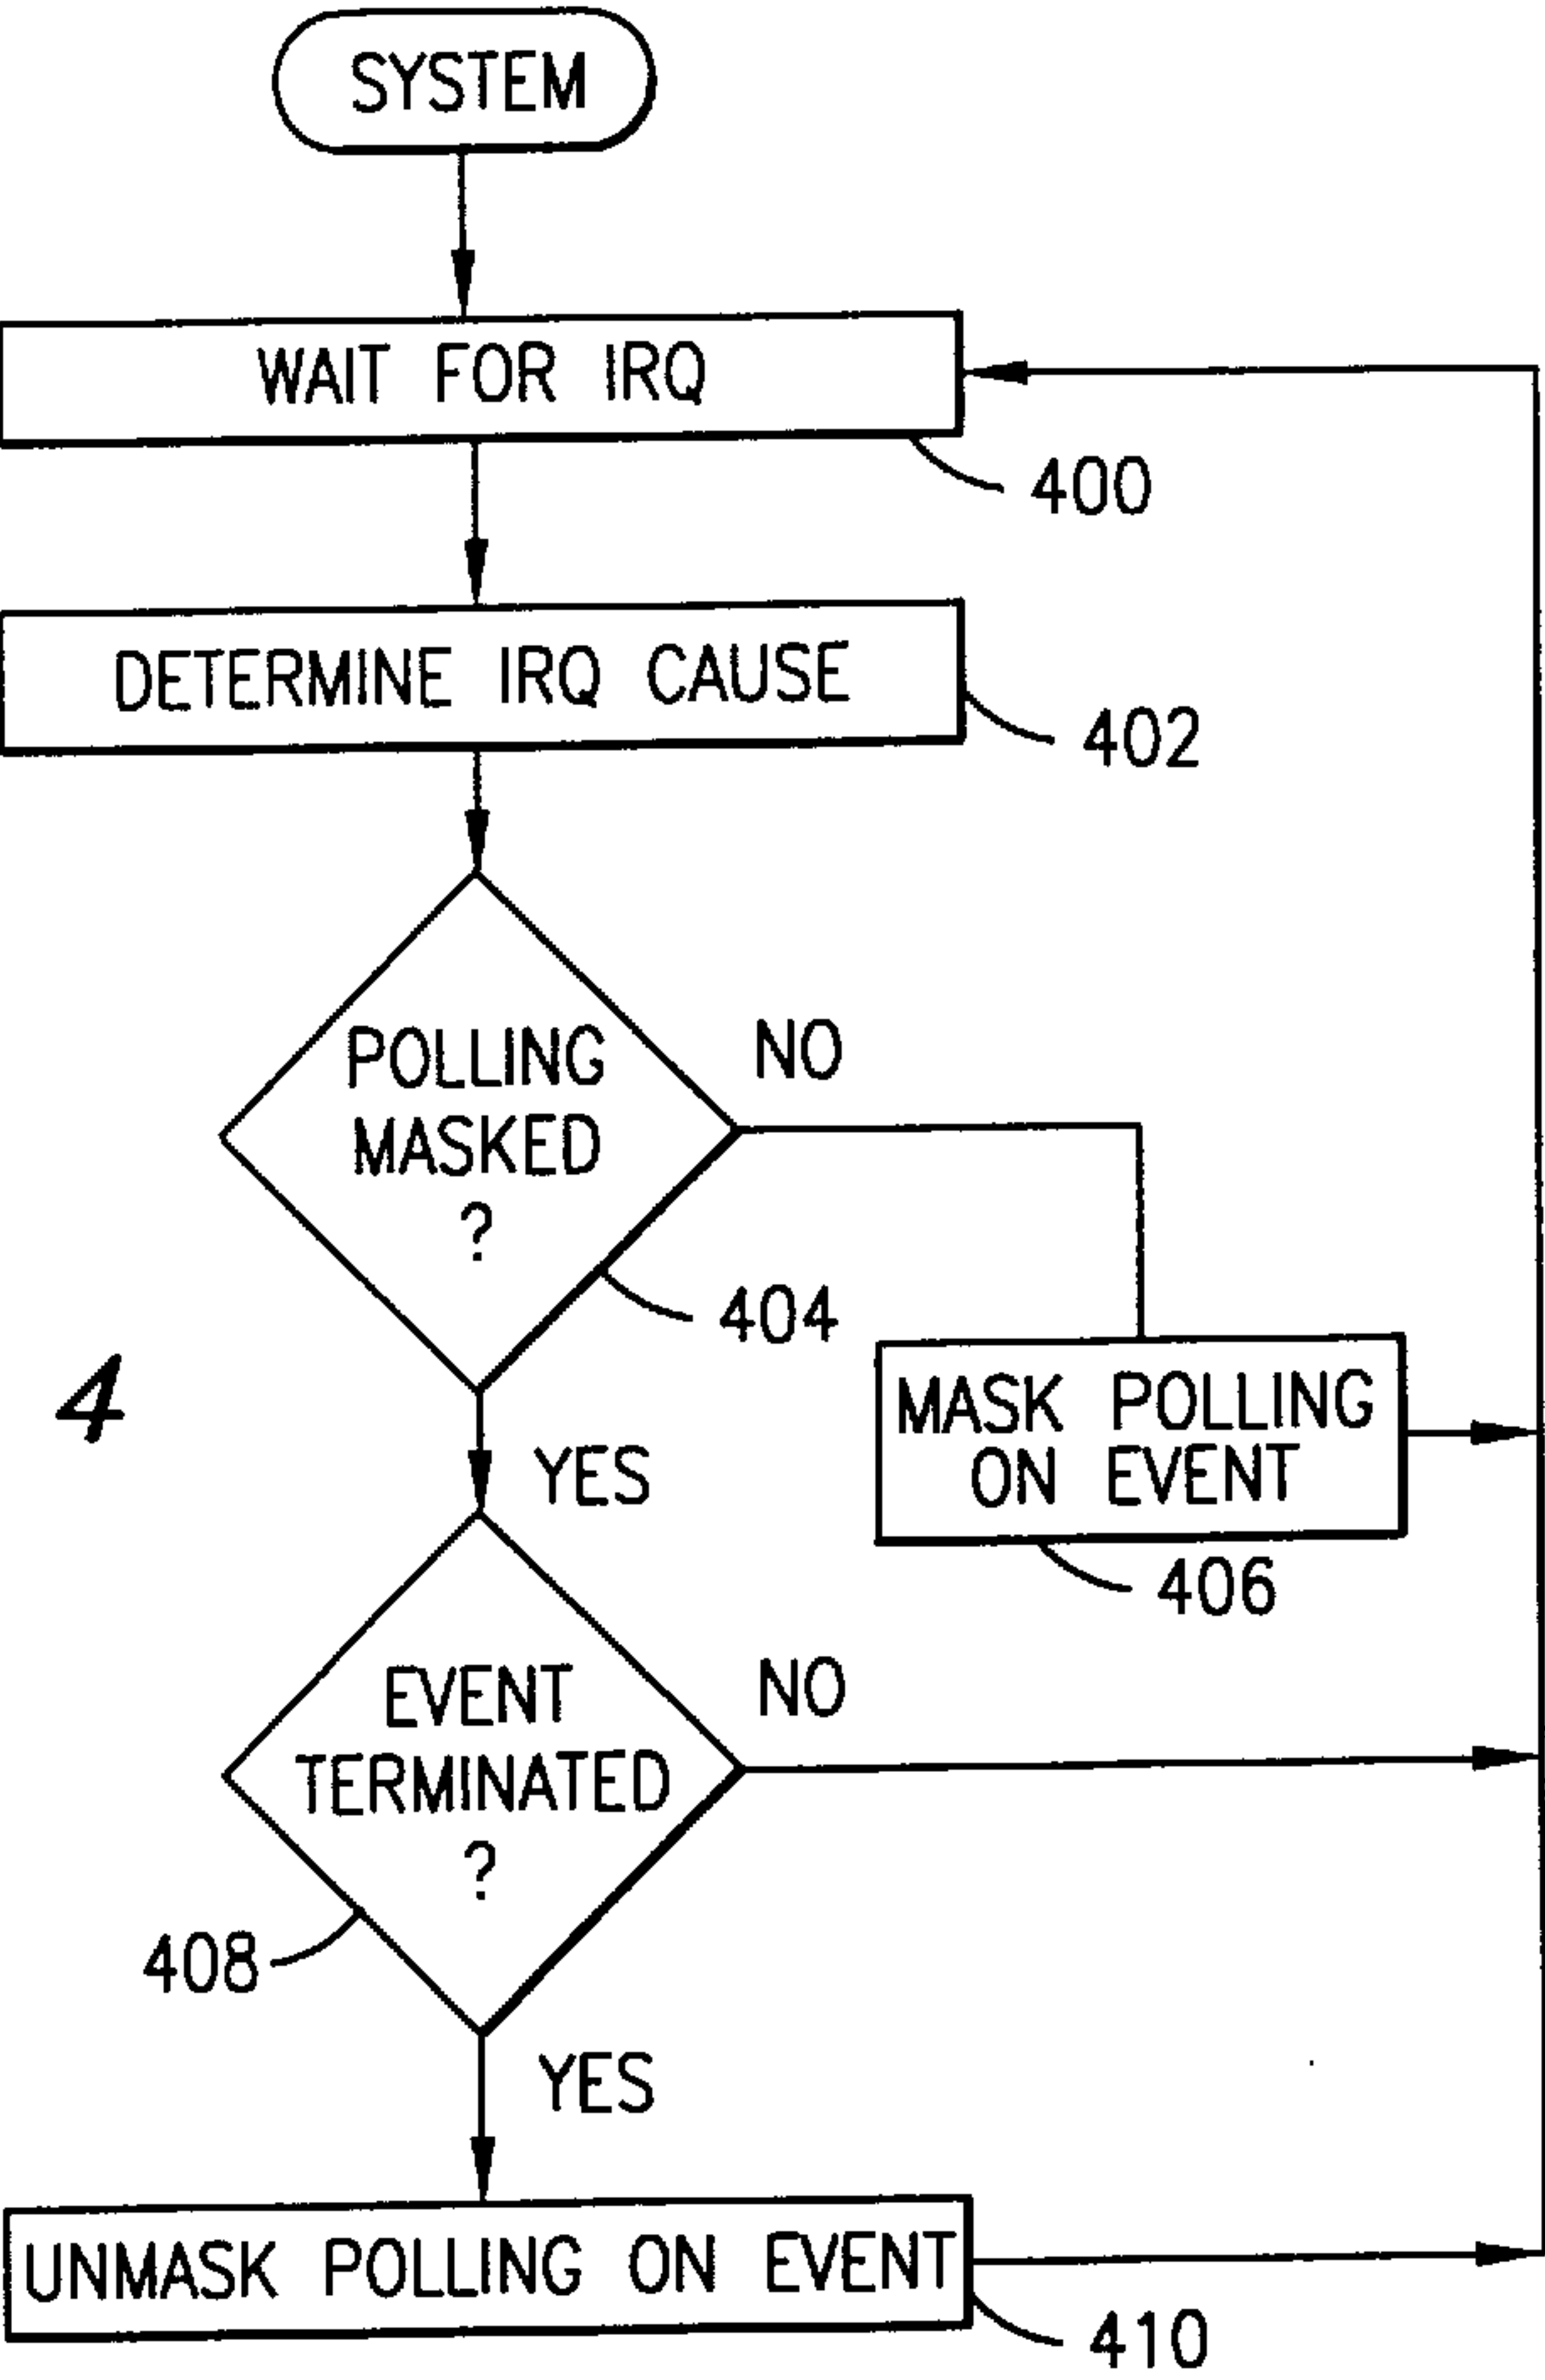 SYSTEM
WAIT FOR IRQ
400
DETERMINE IRQ CAUSE
402
POLLING
MASKED
?
NO
404
4
YES
MASK POLLING
ON EVENT
406
EVENT
TERMINATED
?
NO
408
YES
UNMASK POLLING ON EVENT
410